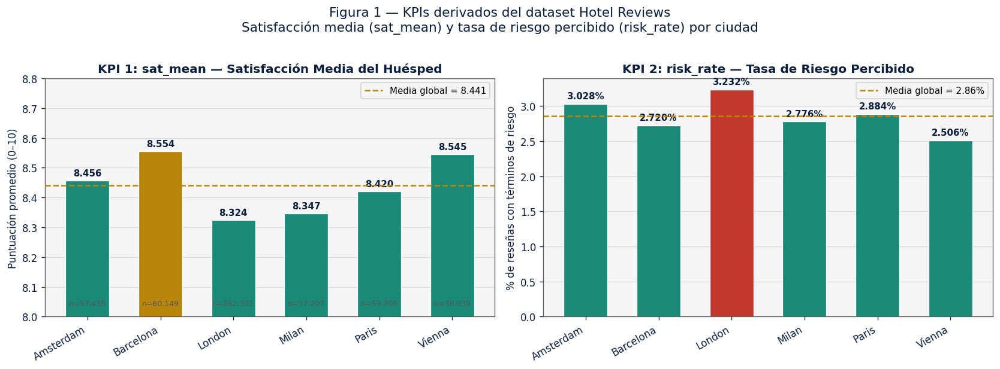 Figura 1 — KPIs derivados del dataset Hotel Reviews
Satisfacción media (sat_mean) y tasa de riesgo percibido (risk_rate) por ciudad
KPI 1: sat_mean — Satisfacción Media del Huésped
Puntuación promedio (0–10)
8.8
8.7
8.6
8.5
8.4
8.3
8.2
8.1
8.0
Media global = 8.441
8.456
8.554
8.324
8.347
8.420
8.545
n=57,436
n=60,149
n=262,301
n=37,207
n=59,706
n=38,939
Amsterdam
Barcelona
London
Milan
Paris
Vienna
KPI 2: risk_rate — Tasa de Riesgo Percibido
% de reseñas con términos de riesgo
3.0
2.5
2.0
1.5
1.0
0.5
0.0
Media global = 2.86%
3.028%
2.720%
3.232%
2.776%
2.884%
2.506%
Amsterdam
Barcelona
London
Milan
Paris
Vienna